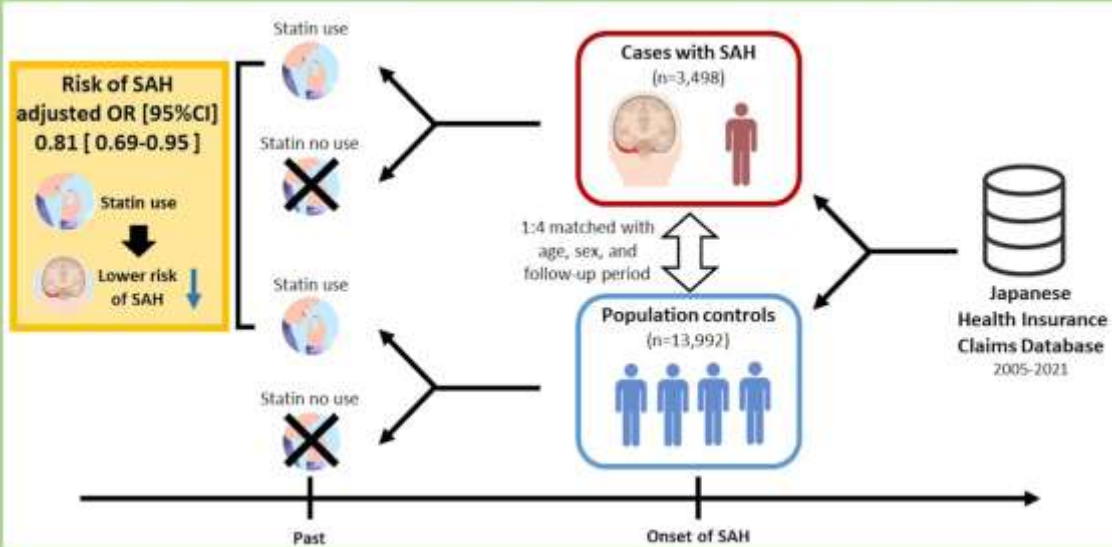 Risk of SAH
adjusted OR [95%CI]
0.81 [ 0.69-0.95 ]
Statin use
Lower risk
of SAH
Statin use
Statin no use
Statin use
Statin no use
Cases with SAH
(n=3,498)
1:4 matched with
age, sex, and
follow-up period
Population controls
(n=13,992)
Japanese
Health Insurance
Claims Database
2005-2021
Past
Onset of SAH